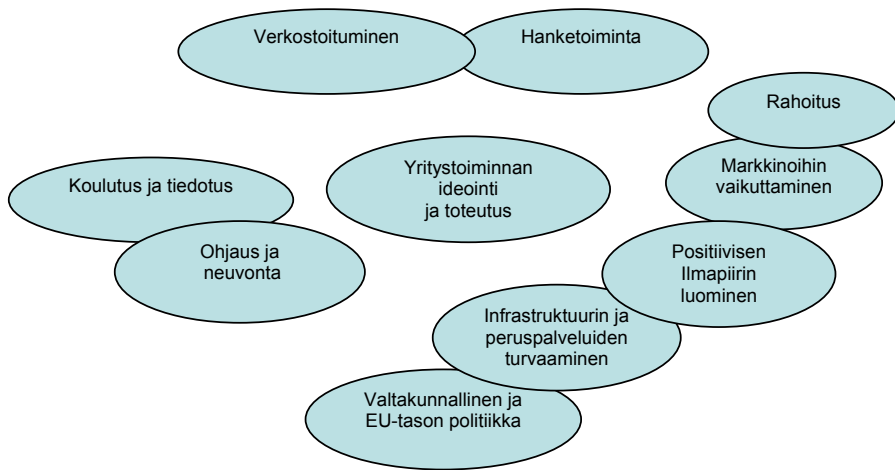 Verkostoituminen
Hanketoiminta
Rahoitus
Markkinoihin
vaikuttaminen
Yritystoiminnan
ideointi
ja toteutus
Koulutus ja tiedotus
Ohjaus ja
neuvonta
Positiivisen
Ilmapiirin
luominen
Infrastruktuurin ja
peruspalveluiden
turvaaminen
Valtakunnallinen ja
EU-tason politiikka